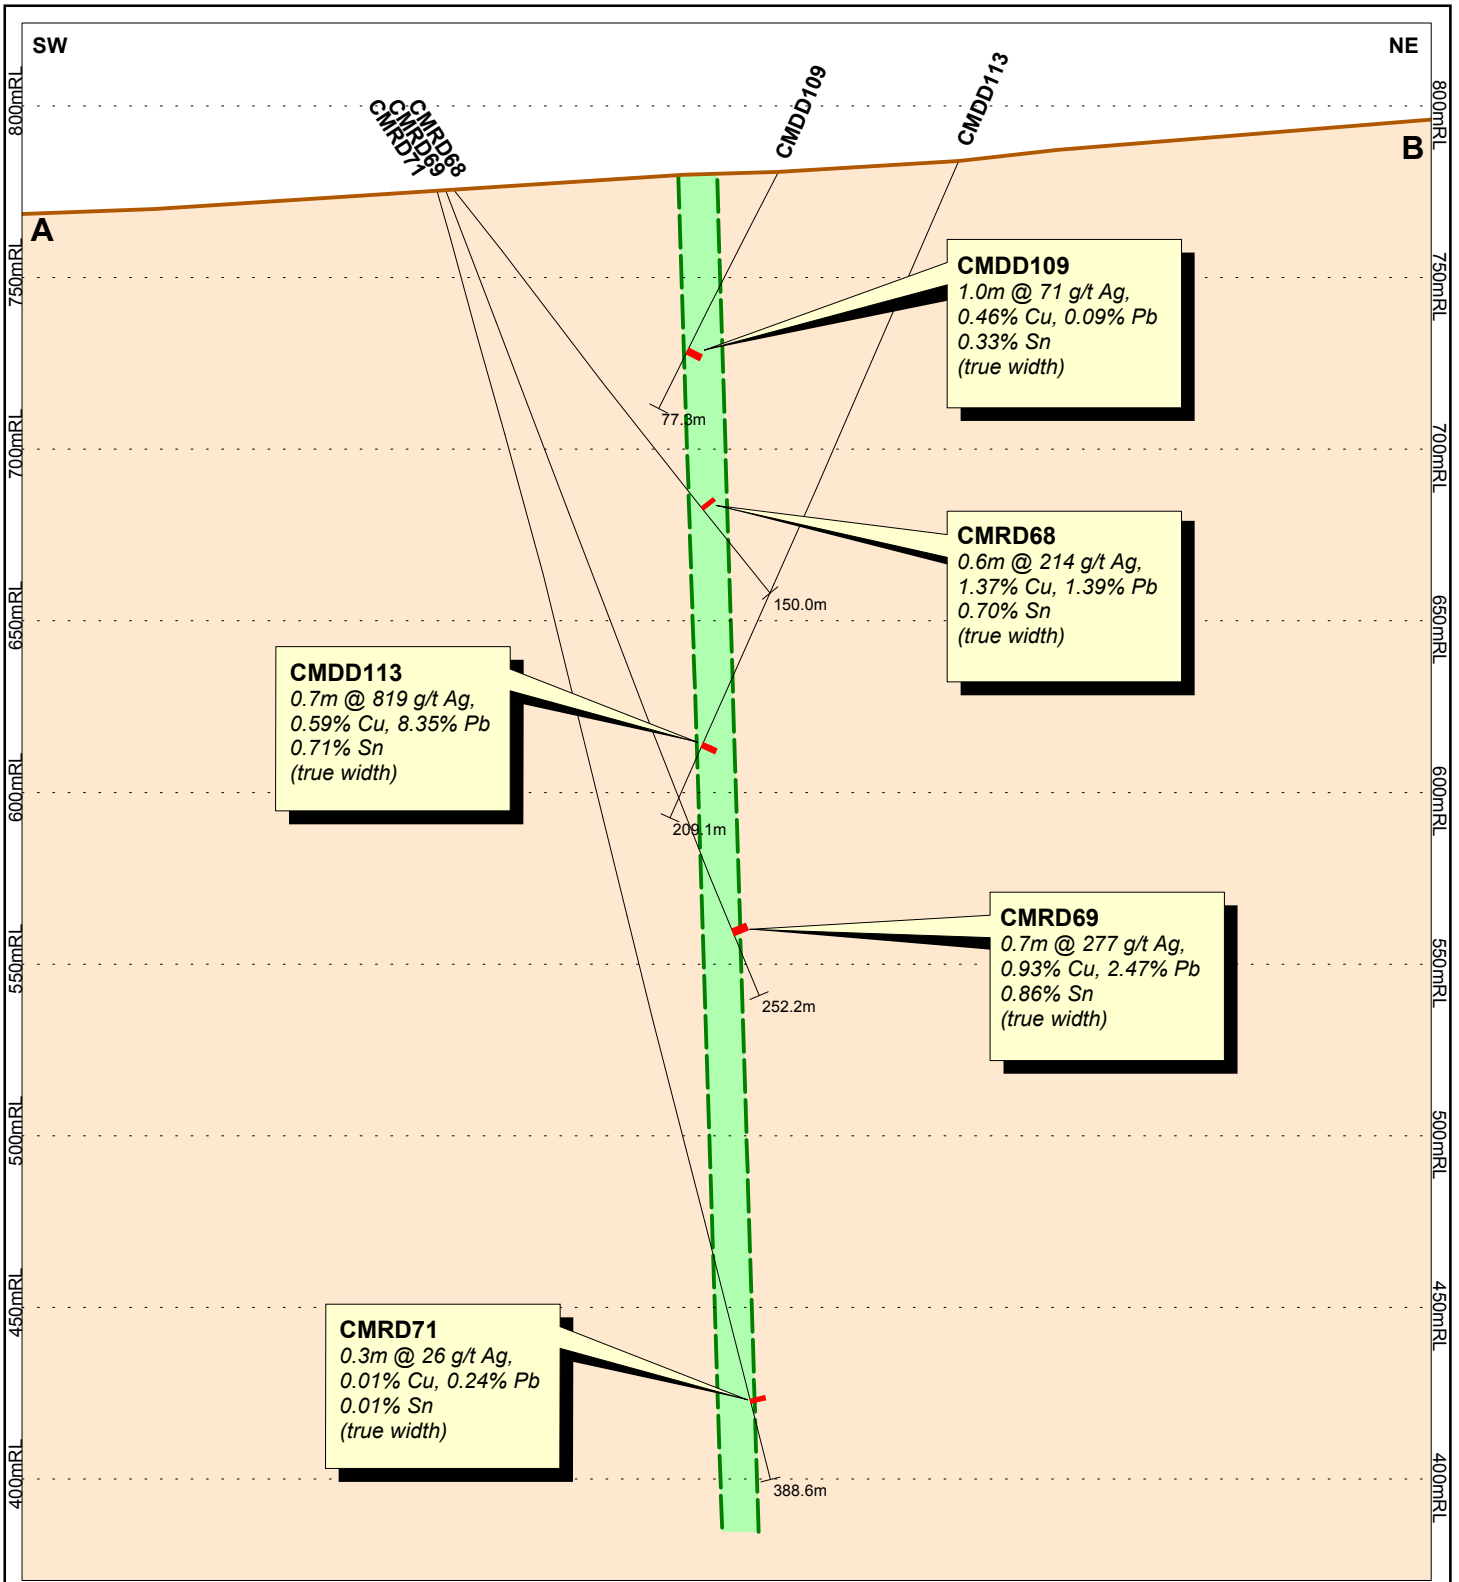 SW
NE
CMRD71
CMRD69
CMRD68
CMDD109
CMDD113
800mRL
800mRL
A
B
750mRL
750mRL
CMDD109
1.0m @ 71 g/t Ag,
0.46% Cu, 0.09% Pb
0.33% Sn
(true width)
77.3m
700mRL
700mRL
CMRD68
0.6m @ 214 g/t Ag,
1.37% Cu, 1.39% Pb
0.70% Sn
(true width)
150.0m
650mRL
650mRL
CMDD113
0.7m @ 819 g/t Ag,
0.59% Cu, 8.35% Pb
0.71% Sn
(true width)
600mRL
600mRL
209.1m
CMRD69
0.7m @ 277 g/t Ag,
0.93% Cu, 2.47% Pb
0.86% Sn
(true width)
550mRL
550mRL
252.2m
500mRL
500mRL
450mRL
450mRL
CMRD71
0.3m @ 26 g/t Ag,
0.01% Cu, 0.24% Pb
0.01% Sn
(true width)
400mRL
400mRL
388.6m